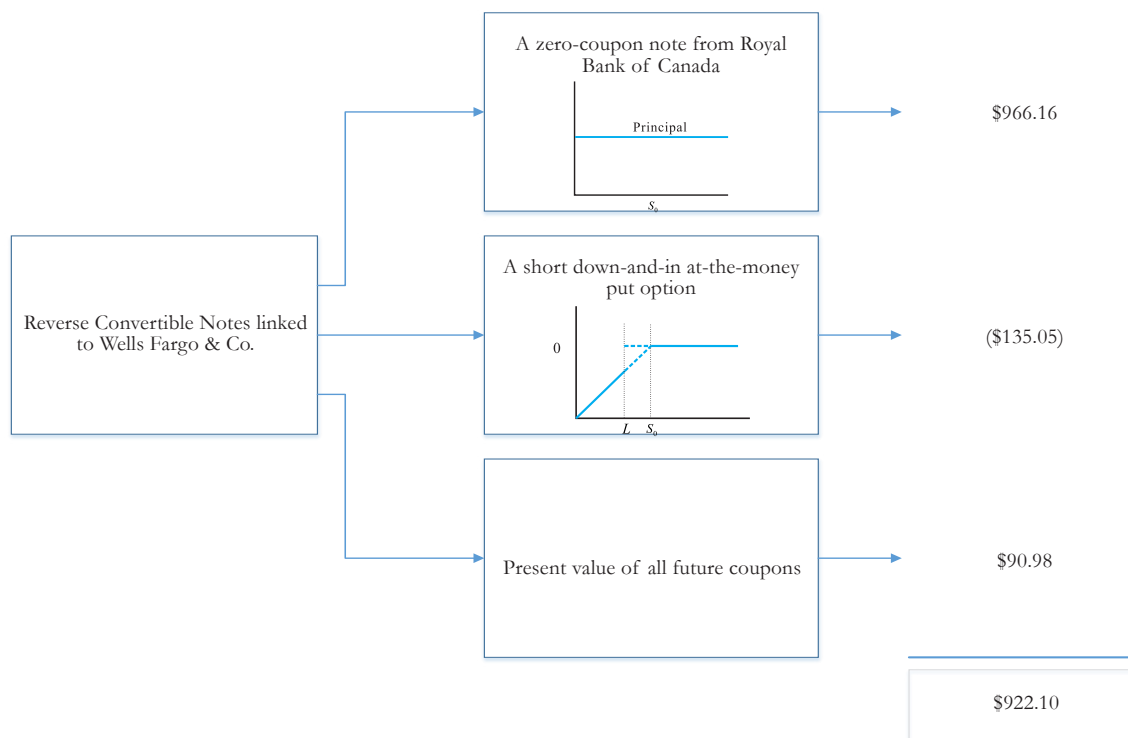 A zero-coupon note from Royal
Bank of Canada
Principal
S₀
$966.16
Reverse Convertible Notes linked
to Wells Fargo & Co.
A short down-and-in at-the-money
put option
0
L S₀
($135.05)
Present value of all future coupons
$90.98
$922.10